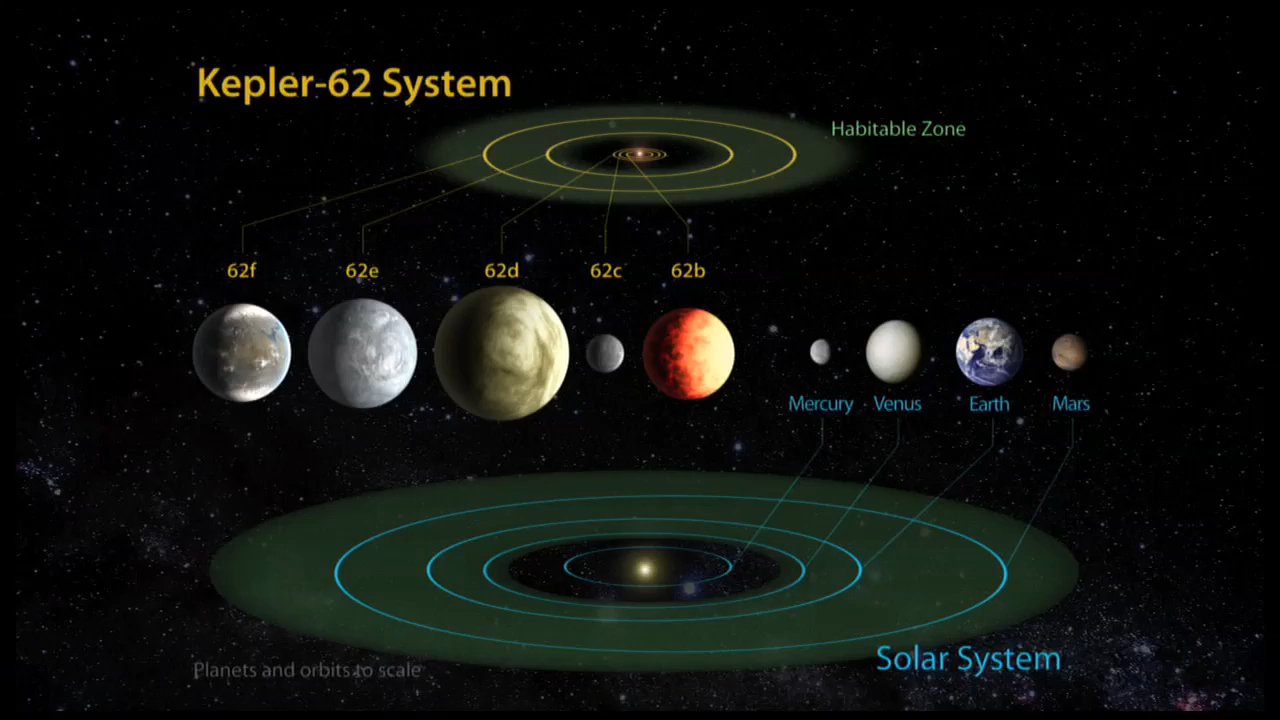 Kepler-62 System
Habitable Zone
62f
62e
62d
62c
62b
Mercury
Venus
Earth
Mars
Solar System
Planets and orbits to scale